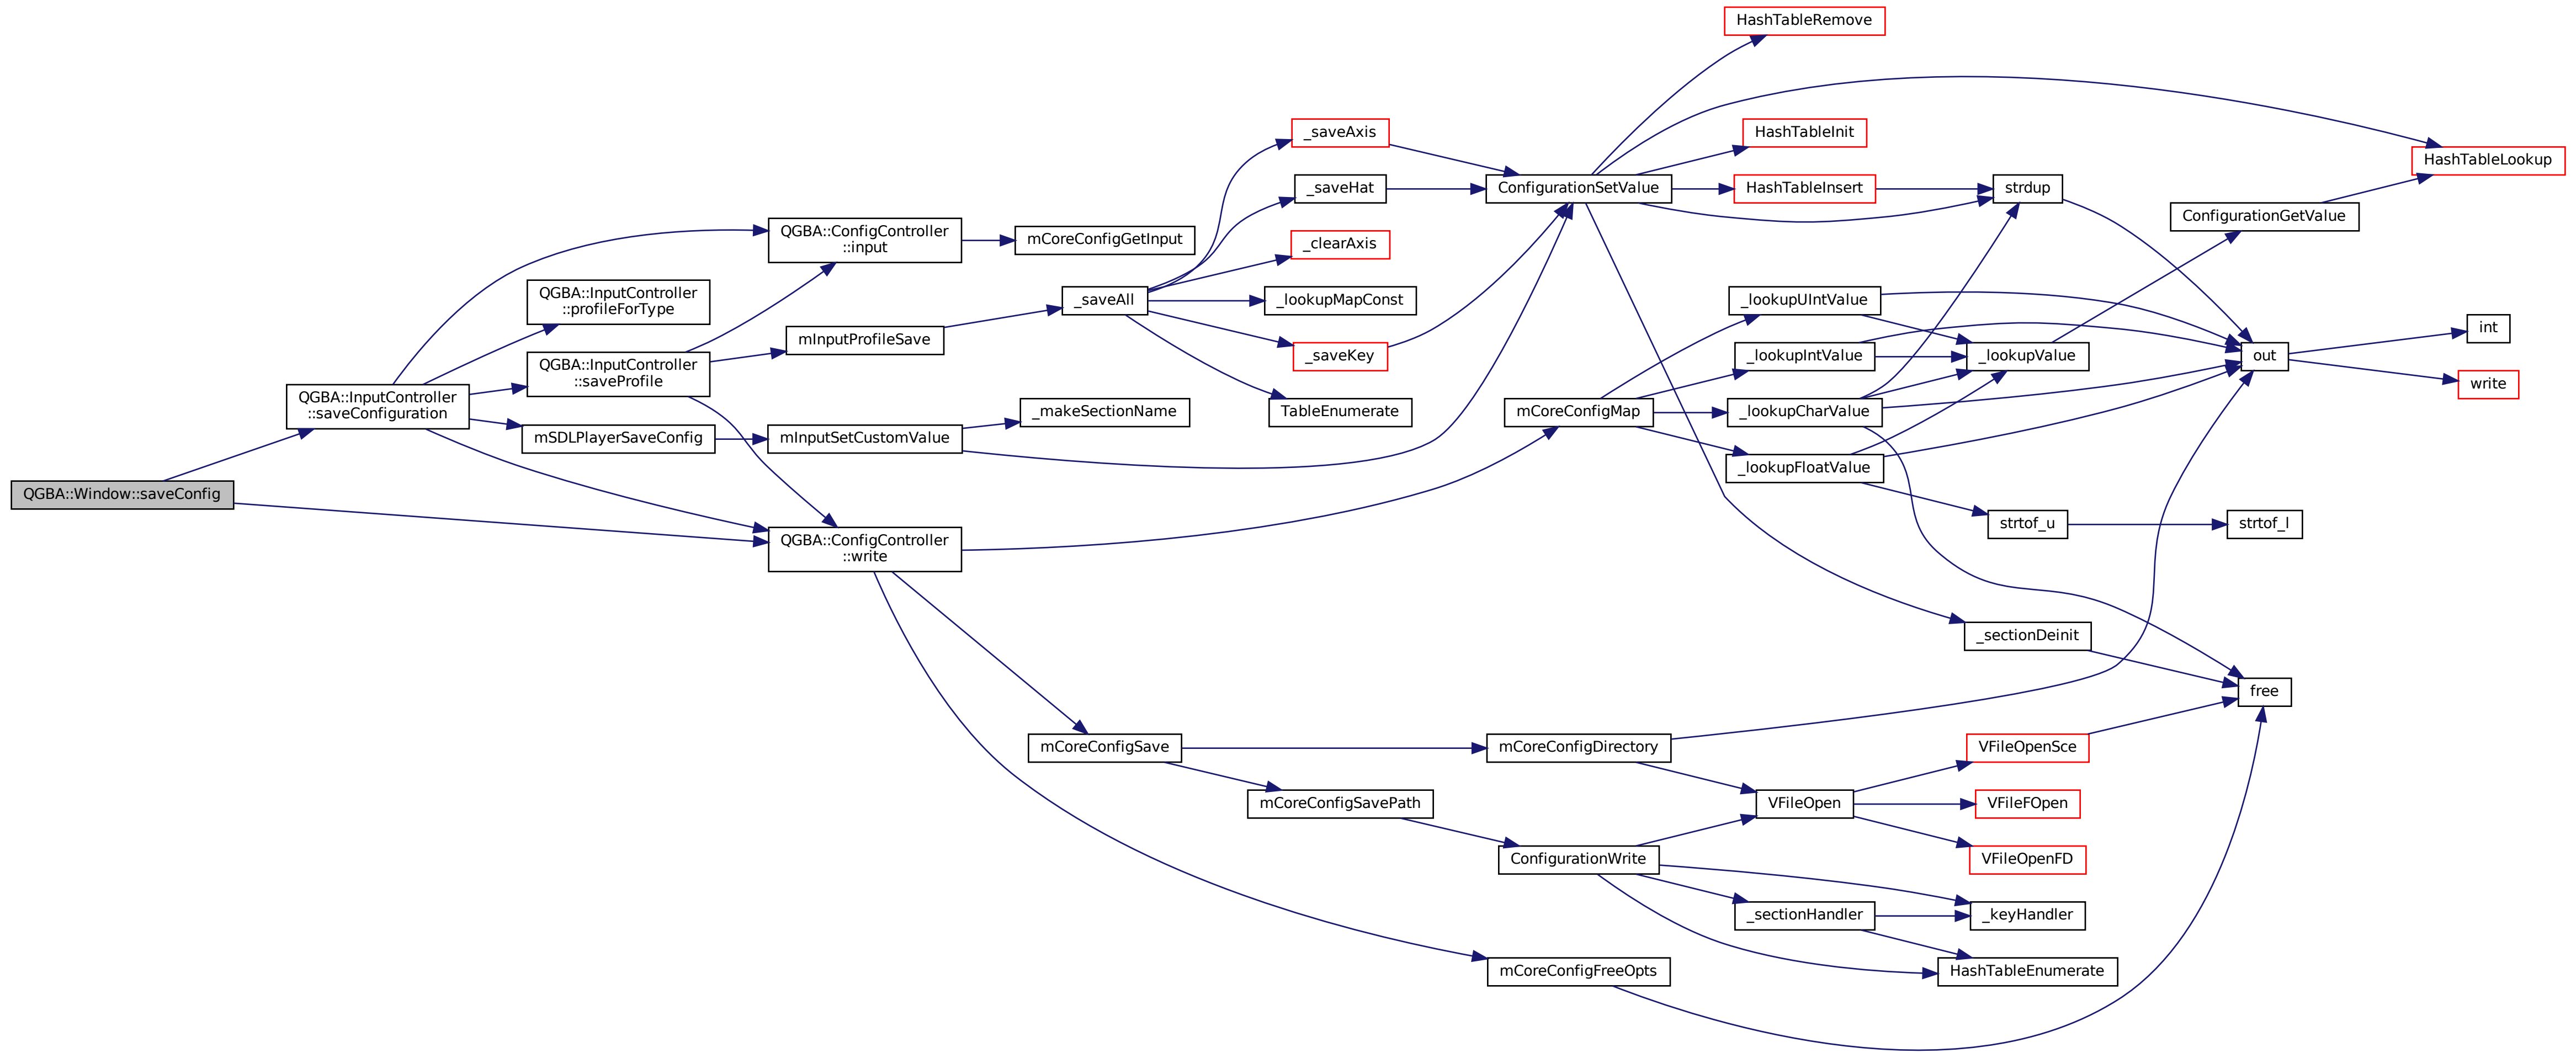 QGBA::Window::saveConfig
QGBA::InputController
::saveConfiguration
QGBA::ConfigController
::input
QGBA::InputController
::profileForType
QGBA::InputController
::saveProfile
mSDLPlayerSaveConfig
QGBA::ConfigController
::write
mCoreConfigGetInput
mInputProfileSave
mInputSetCustomValue
_saveAll
_makeSectionName
_saveAxis
_saveHat
_clearAxis
_lookupMapConst
_saveKey
TableEnumerate
mCoreConfigSave
mCoreConfigSavePath
ConfigurationSetValue
mCoreConfigMap
mCoreConfigDirectory
ConfigurationWrite
mCoreConfigFreeOpts
HashTableRemove
HashTableInit
HashTableInsert
_lookupUIntValue
_lookupIntValue
_lookupCharValue
_lookupFloatValue
VFileOpen
_sectionHandler
strdup
_lookupValue
strtof_u
_sectionDeinit
VFileOpenSce
VFileFOpen
VFileOpenFD
_keyHandler
HashTableEnumerate
ConfigurationGetValue
out
strtof_l
free
HashTableLookup
int
write